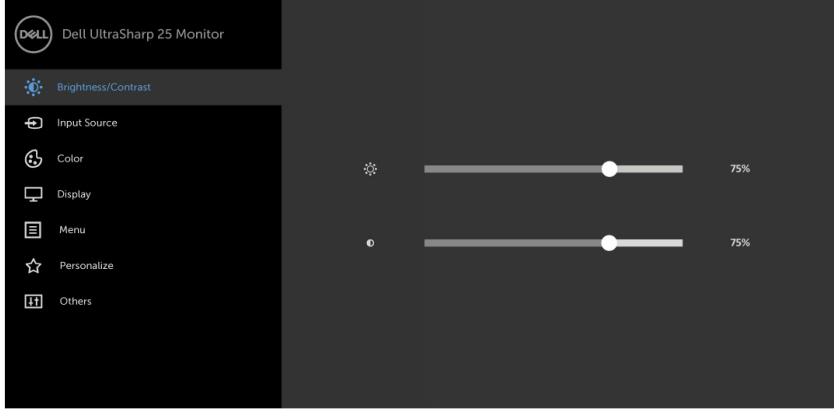 DELL
Dell UltraSharp 25 Monitor
Brightness/Contrast
Input Source
Color
Display
Menu
Personalize
Others
75%
75%